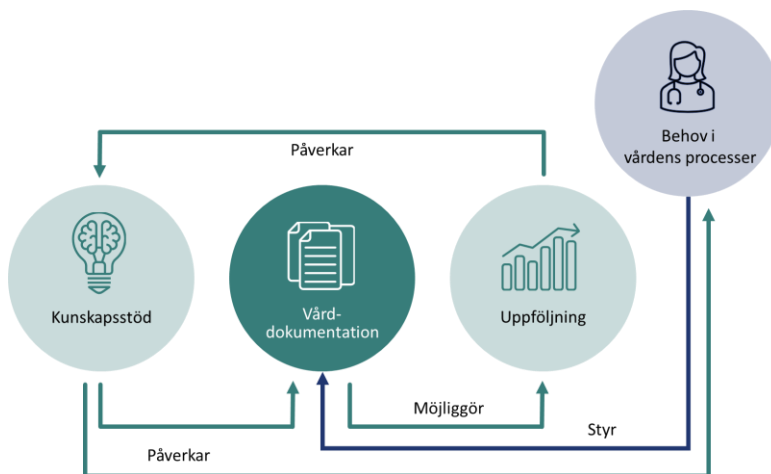 Behov i
vårdens processer
Påverkar
Kunskapsstöd
Vård-
dokumentation
Uppföljning
Möjliggör
Styr
Påverkar